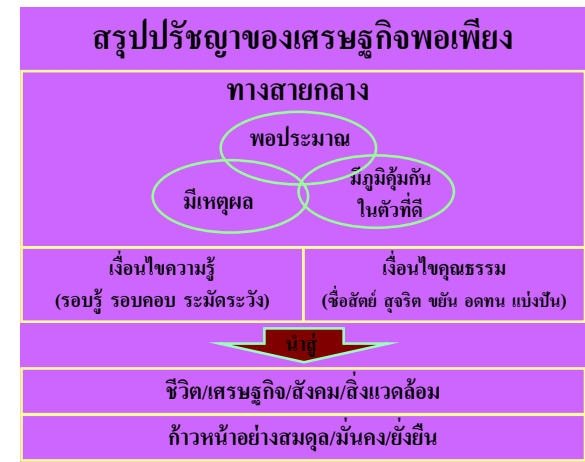 สรุปปรัชญาของเศรษฐกิจพอเพียง
ทางสายกลาง
พอประมาณ
มีเหตุผล
มีภูมิคุ้มกัน
ในตัวที่ดี
เงื่อนไขความรู้
(รอบรู้ รอบคอบ ระมัดระวัง)
เงื่อนไขคุณธรรม
(ซื่อสัตย์ สุจริต ขยัน อดทน แบ่งปัน)
นำสู่
ชีวิต/เศรษฐกิจ/สังคม/สิ่งแวดล้อม
ก้าวหน้าอย่างสมดุล/มั่นคง/ยั่งยืน